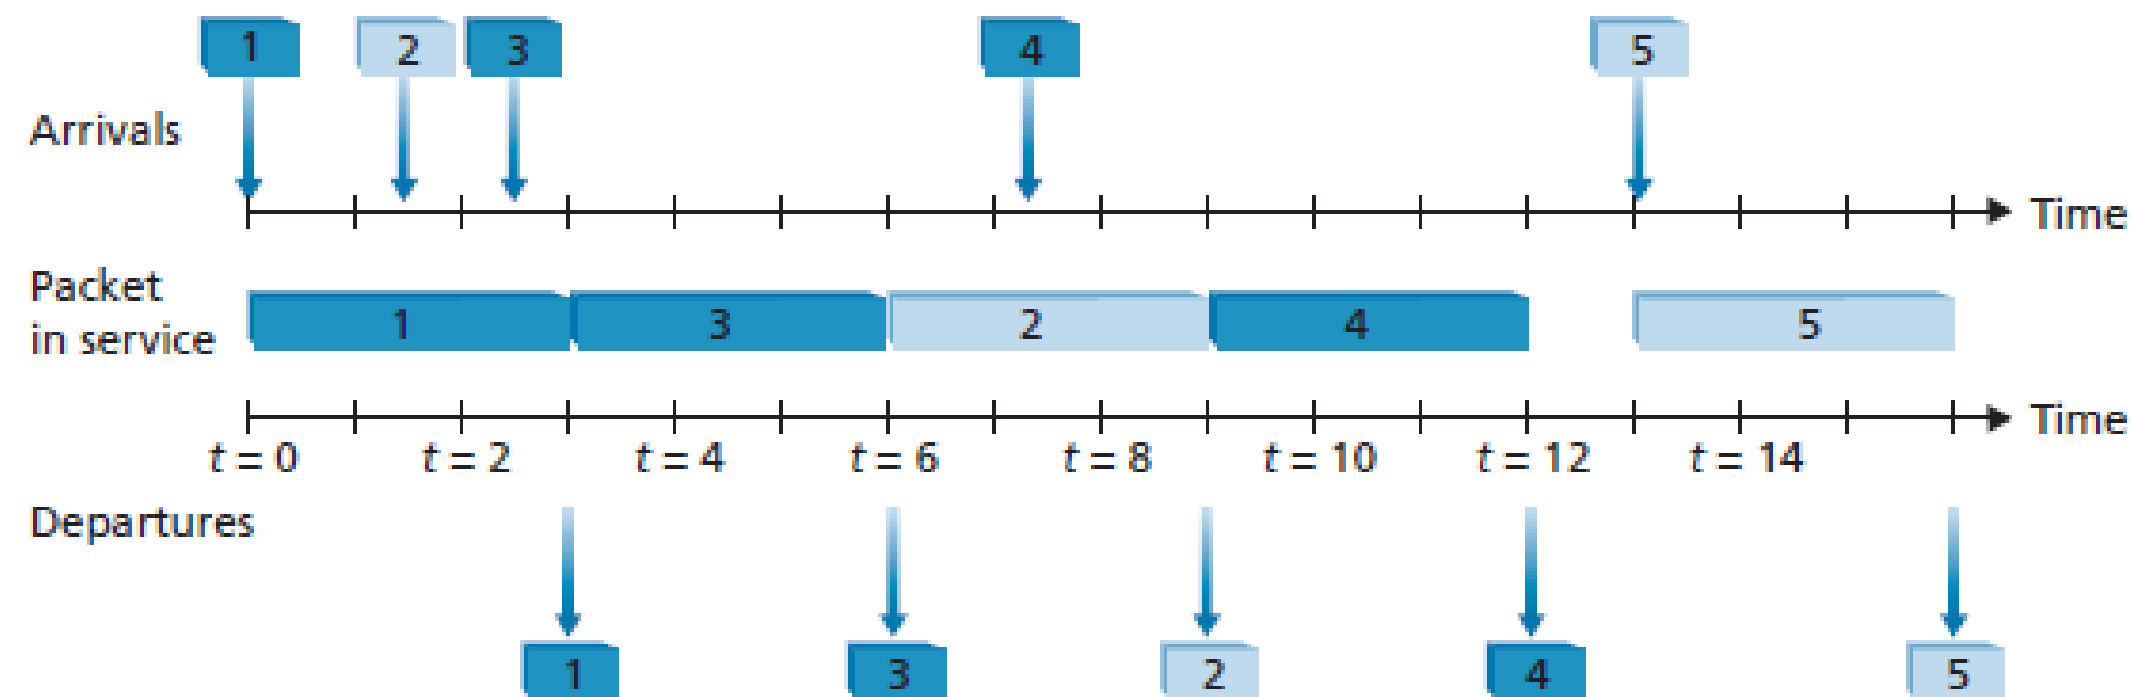 1 2 3 4 5
Arrivals
Time
Packet
in service
1 3 2 4 5
Time
t = 0 t = 2 t = 4 t = 6 t = 8 t = 10 t = 12 t = 14
Departures
1 3 2 4 5